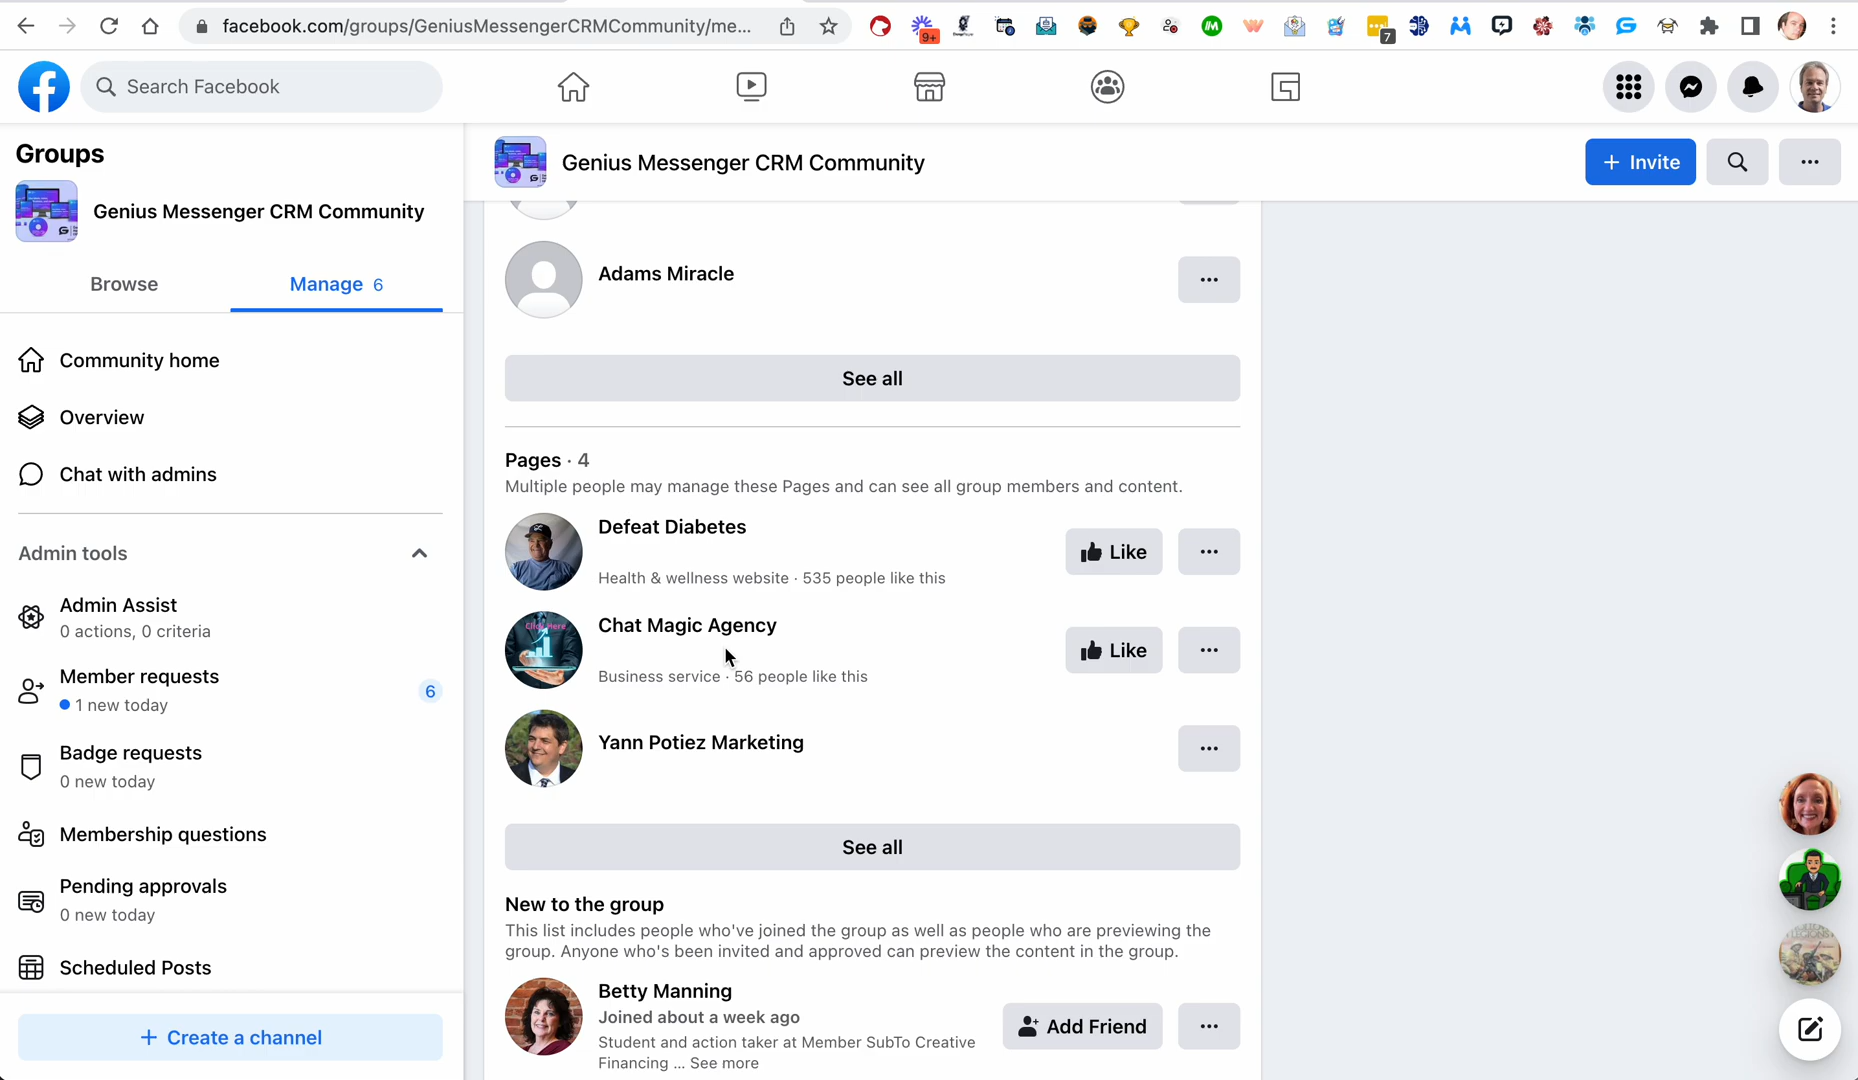 facebook.com/groups/GeniusMessengerCRMCommunity/me...
9+
7
Search Facebook
Groups
Genius Messenger CRM Community
Browse
Manage 6
Community home
Overview
Chat with admins
Admin tools
Admin Assist
0 actions, 0 criteria
Member requests
1 new today
6
Badge requests
0 new today
Membership questions
Pending approvals
0 new today
Scheduled Posts
+ Create a channel
Genius Messenger CRM Community
+ Invite
Adams Miracle
See all
Pages · 4
Multiple people may manage these Pages and can see all group members and content.
Defeat Diabetes
Health & wellness website · 535 people like this
Like
Click Here
Chat Magic Agency
Business service · 56 people like this
Like
Yann Potiez Marketing
See all
New to the group
This list includes people who've joined the group as well as people who are previewing the
group. Anyone who's been invited and approved can preview the content in the group.
Betty Manning
Joined about a week ago
Student and action taker at Member SubTo Creative
Financing ... See more
Add Friend